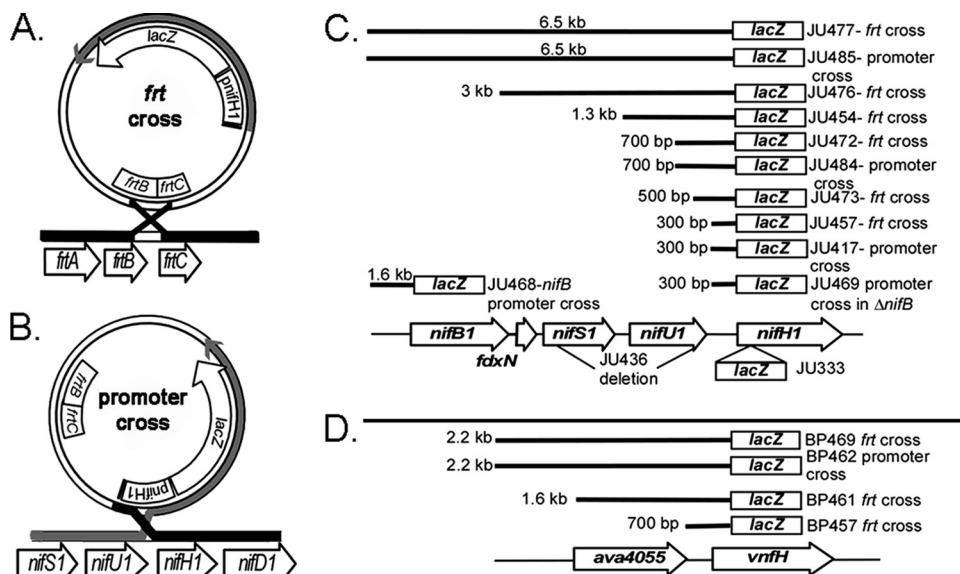 A.
lacZ
pnifH1
frt
cross
frtB
frtC
frtA
frtB
frtC
B.
frtB
frtC
promoter
cross
lacZ
pnifH1
nifS1
nifU1
nifH1
nifD1
C.
6.5 kb
lacZ
JU477- frt cross
6.5 kb
lacZ
JU485- promoter
cross
3 kb
lacZ
JU476- frt cross
1.3 kb
lacZ
JU454- frt cross
700 bp
lacZ
JU472- frt cross
700 bp
lacZ
JU484- promoter
cross
500 bp
lacZ
JU473- frt cross
300 bp
lacZ
JU457- frt cross
300 bp
lacZ
JU417- promoter
cross
1.6 kb
lacZ
JU468-nifB
promoter cross
300 bp
lacZ
JU469 promoter
cross in ΔnifB
nifB1
fdxN
nifS1
nifU1
nifH1
JU436
deletion
lacZ
JU333
D.
2.2 kb
lacZ
BP469 frt cross
2.2 kb
lacZ
BP462 promoter
cross
1.6 kb
lacZ
BP461 frt cross
700 bp
lacZ
BP457 frt cross
ava4055
vnfH